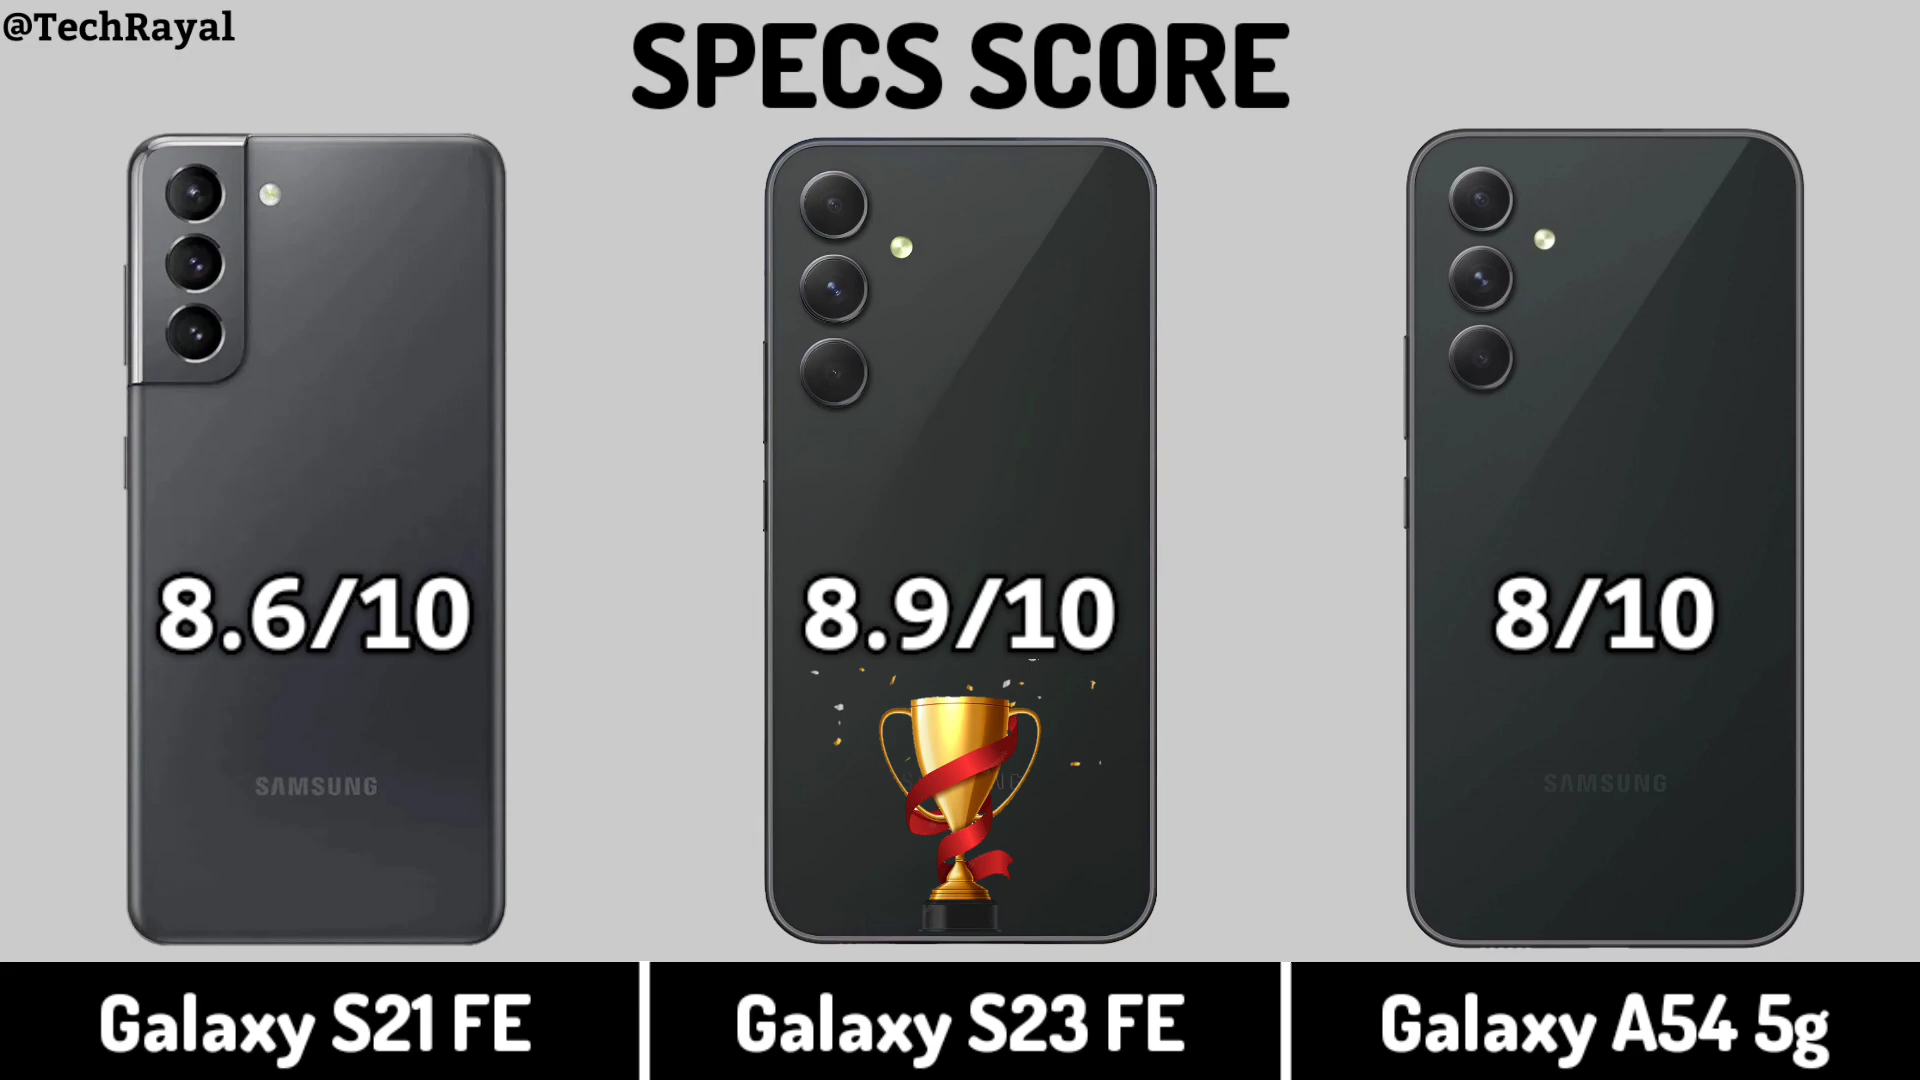 @TechRayal
SPECS SCORE
8.6/10
8.9/10
8/10
SAMSUNG
SAMSUNG
Galaxy S21 FE
Galaxy S23 FE
Galaxy A54 5g